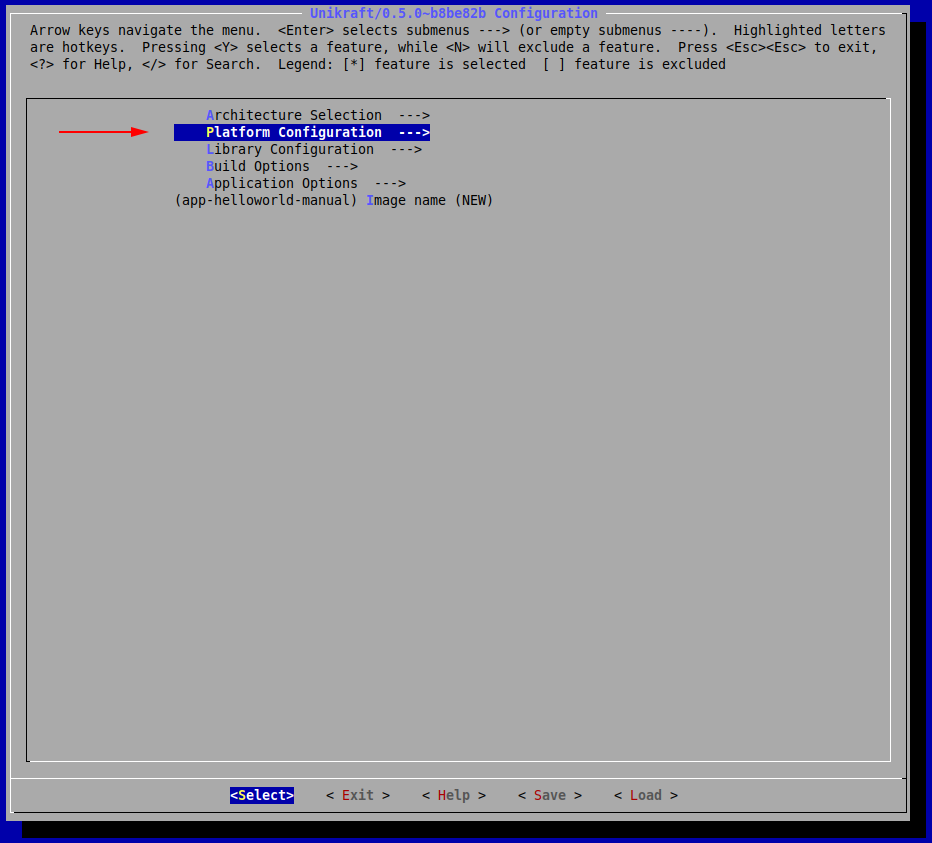 Unikraft/0.5.0~b8be82b Configuration
Arrow keys navigate the menu.  <Enter> selects submenus ---> (or empty submenus ----).  Highlighted letters
are hotkeys.  Pressing <Y> selects a feature, while <N> will exclude a feature.  Press <Esc><Esc> to exit,
<?> for Help, </> for Search.  Legend: [*] feature is selected  [ ] feature is excluded
Architecture Selection  --->
Platform Configuration  --->
Library Configuration  --->
Build Options  --->
Application Options  --->
(app-helloworld-manual) Image name (NEW)
<Select>    < Exit >    < Help >    < Save >    < Load >